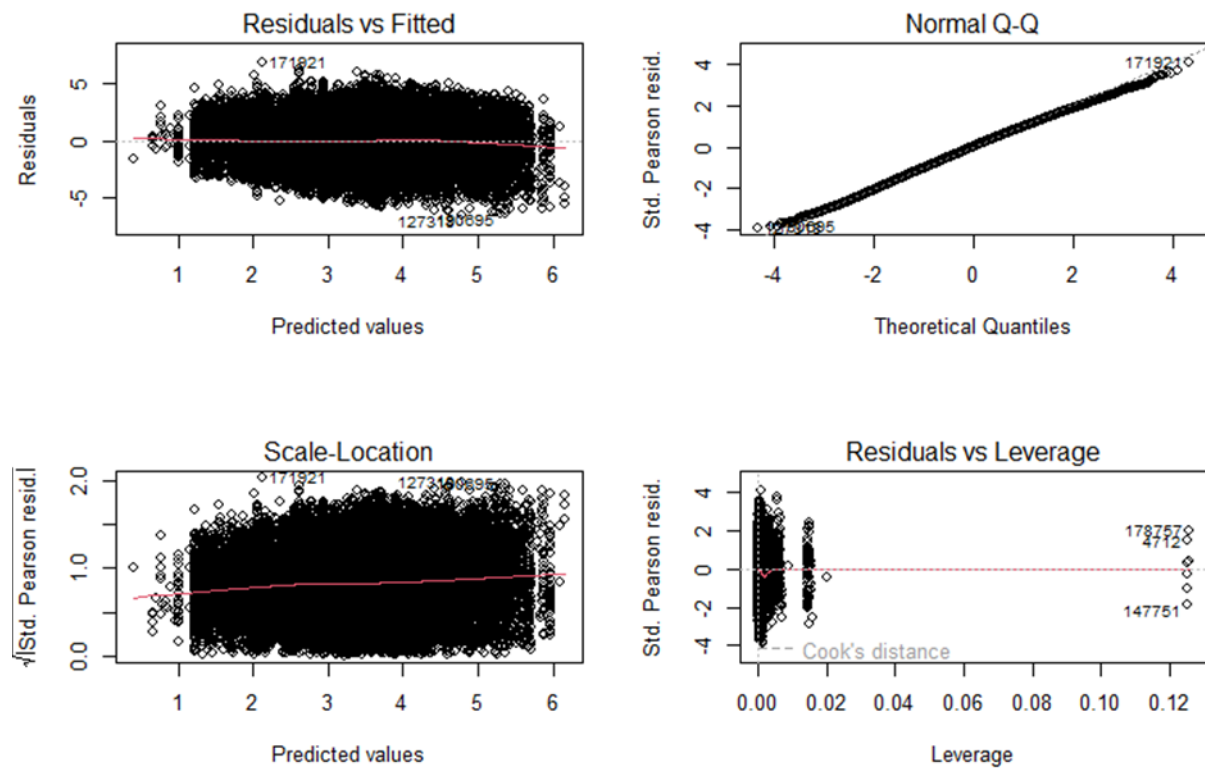 Residuals vs Fitted
Residuals
5
0
-5
171921
1 2 3 4 5 6
Predicted values
Normal Q-Q
Std. Pearson resid.
4
2
0
-2
-4
171921
-4 -2 0 2 4
Theoretical Quantiles
Scale-Location
Std. Pearson resid.
2.0
1.0
0.0
171921
1 2 3 4 5 6
Predicted values
Residuals vs Leverage
Std. Pearson resid.
4
2
0
-2
-4
178757
4712
147751
Cook's distance
0.00 0.02 0.04 0.06 0.08 0.10 0.12
Leverage